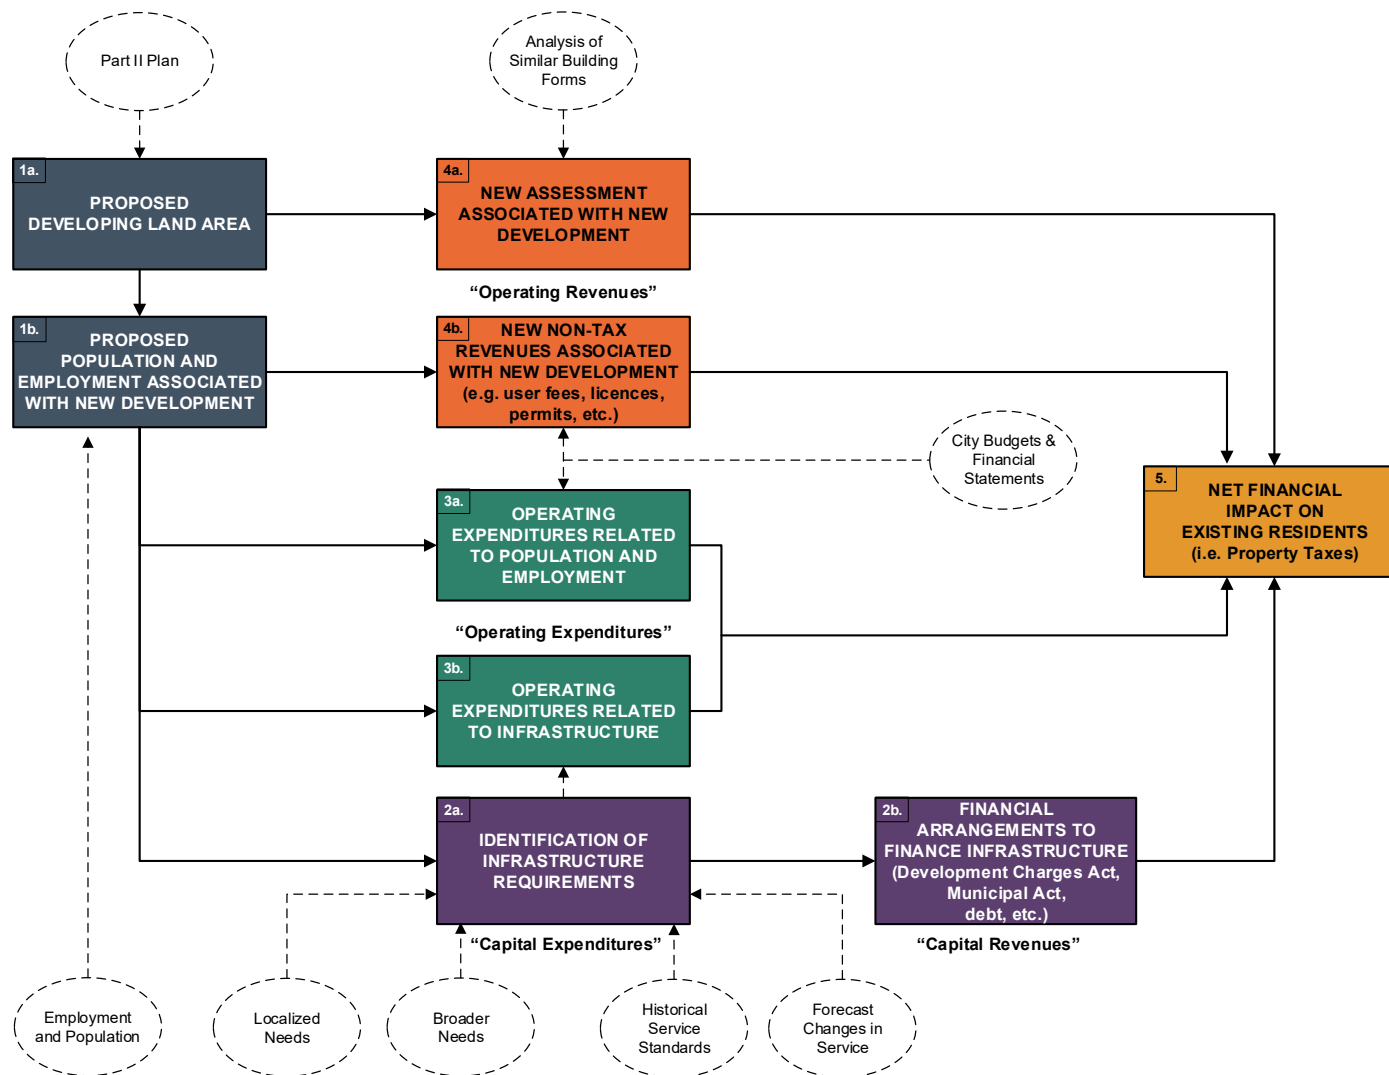 Part II Plan
Analysis of
Similar Building
Forms
1a.
PROPOSED
DEVELOPING LAND AREA
4a.
NEW ASSESSMENT
ASSOCIATED WITH NEW
DEVELOPMENT
“Operating Revenues”
1b.
PROPOSED
POPULATION AND
EMPLOYMENT ASSOCIATED
WITH NEW DEVELOPMENT
4b.
NEW NON-TAX
REVENUES ASSOCIATED
WITH NEW DEVELOPMENT
(e.g. user fees, licences,
permits, etc.)
City Budgets &
Financial
Statements
5.
NET FINANCIAL
IMPACT ON
EXISTING RESIDENTS
(i.e. Property Taxes)
3a.
OPERATING
EXPENDITURES RELATED
TO POPULATION AND
EMPLOYMENT
“Operating Expenditures”
3b.
OPERATING
EXPENDITURES RELATED
TO INFRASTRUCTURE
2a.
IDENTIFICATION OF
INFRASTRUCTURE
REQUIREMENTS
“Capital Expenditures”
2b.
FINANCIAL
ARRANGEMENTS TO
FINANCE INFRASTRUCTURE
(Development Charges Act,
Municipal Act,
debt, etc.)
“Capital Revenues”
Employment
and Population
Localized
Needs
Broader
Needs
Historical
Service
Standards
Forecast
Changes in
Service